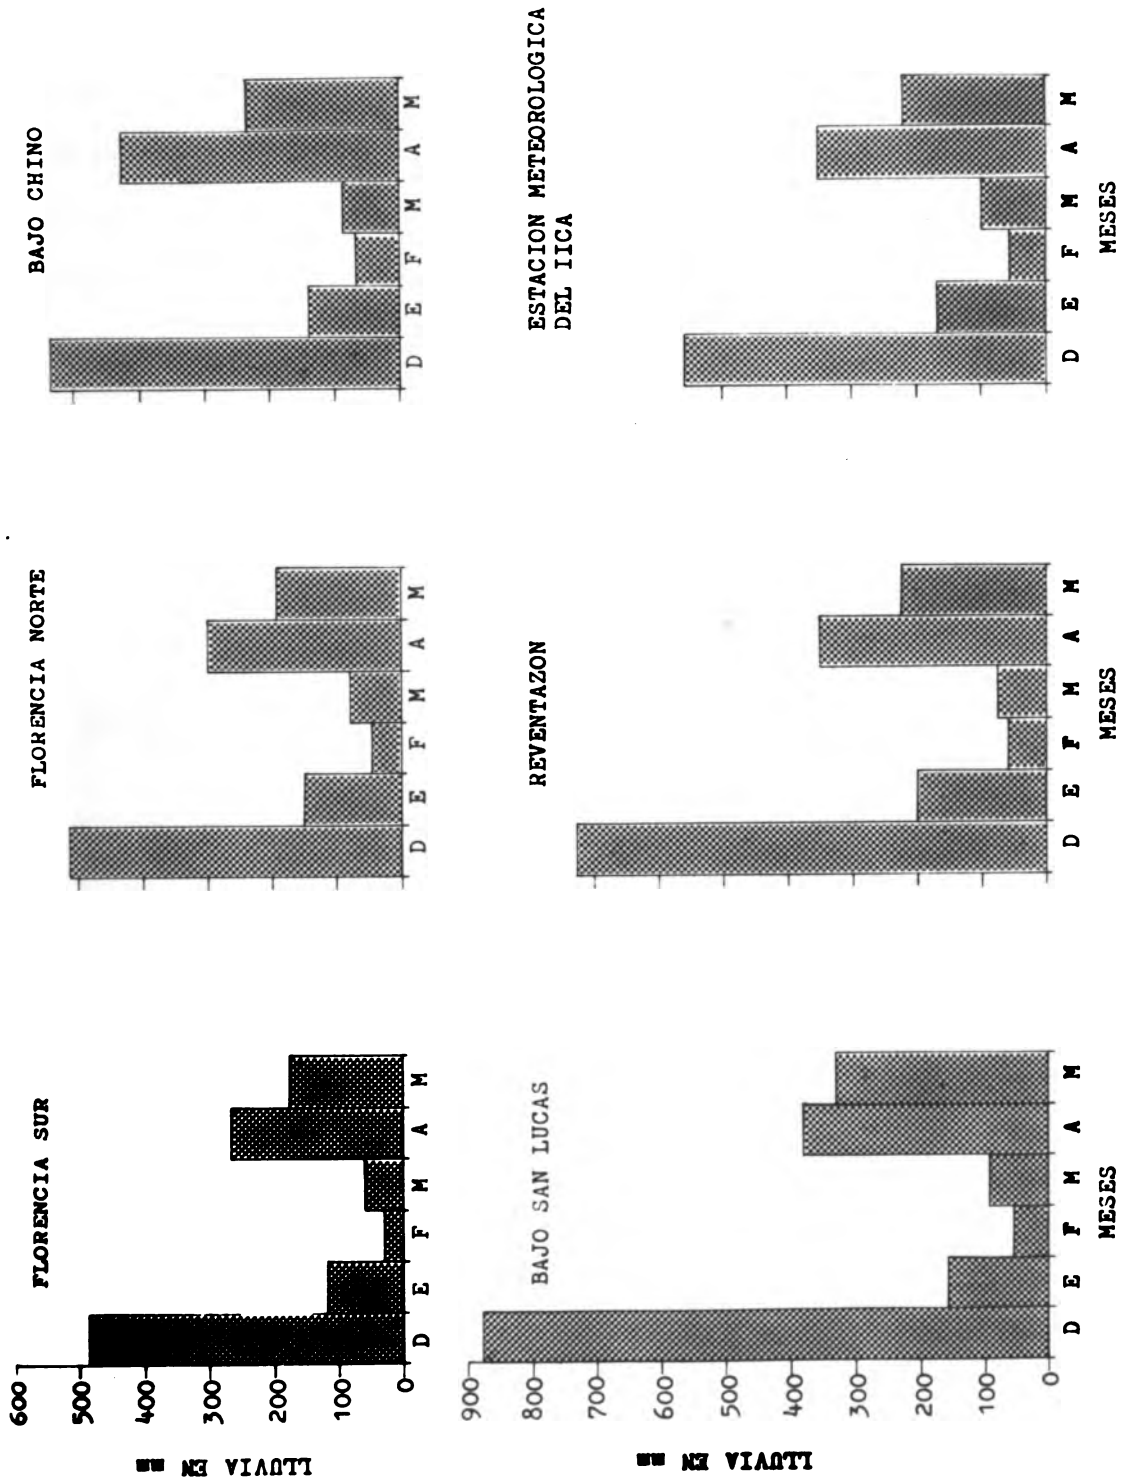 FLORENCIA SUR
FLORENCIA NORTE
BAJO CHINO
LLUVIA EN mm
600
500
400
300
200
100
0
D E F M A M
D E F M A M
D E F M A M
BAJO SAN LUCAS
REVENTAZON
ESTACION METEOROLOGICA
DEL IICA
LLUVIA EN mm
900
800
700
600
500
400
300
200
100
0
D E F M A M
D E F M A M
D E F M A M
MESES
MESES
MESES